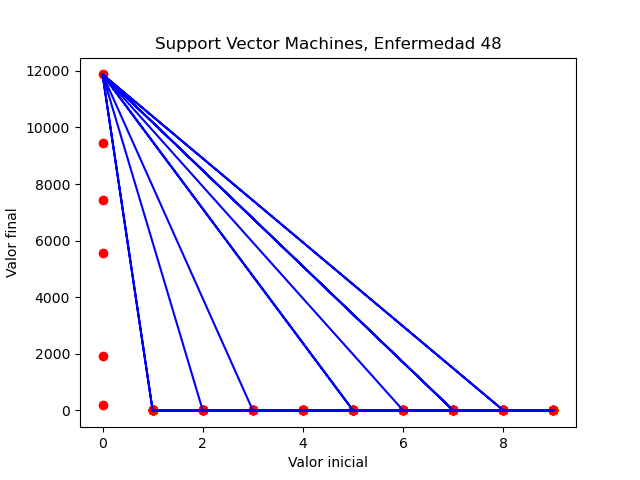 Support Vector Machines, Enfermedad 48
Valor final
12000
10000
8000
6000
4000
2000
0
0 2 4 6 8
Valor inicial